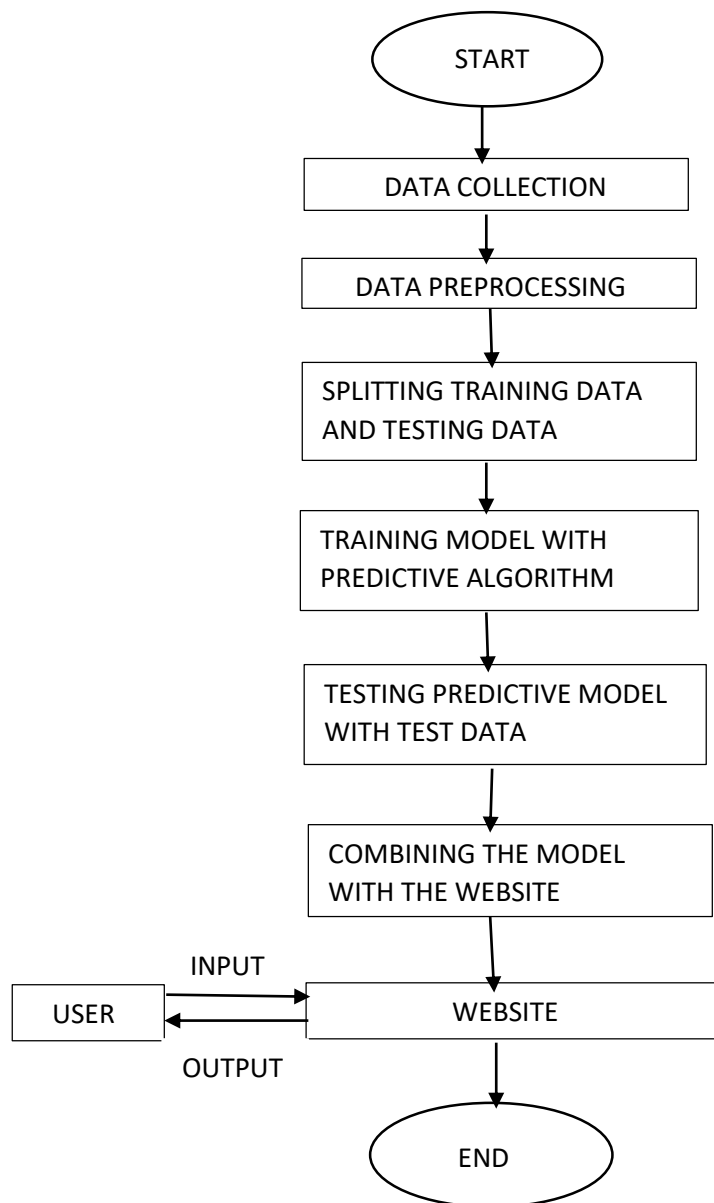 START
DATA COLLECTION
DATA PREPROCESSING
SPLITTING TRAINING DATA
AND TESTING DATA
TRAINING MODEL WITH
PREDICTIVE ALGORITHM
TESTING PREDICTIVE MODEL
WITH TEST DATA
COMBINING THE MODEL
WITH THE WEBSITE
INPUT
USER
WEBSITE
OUTPUT
END